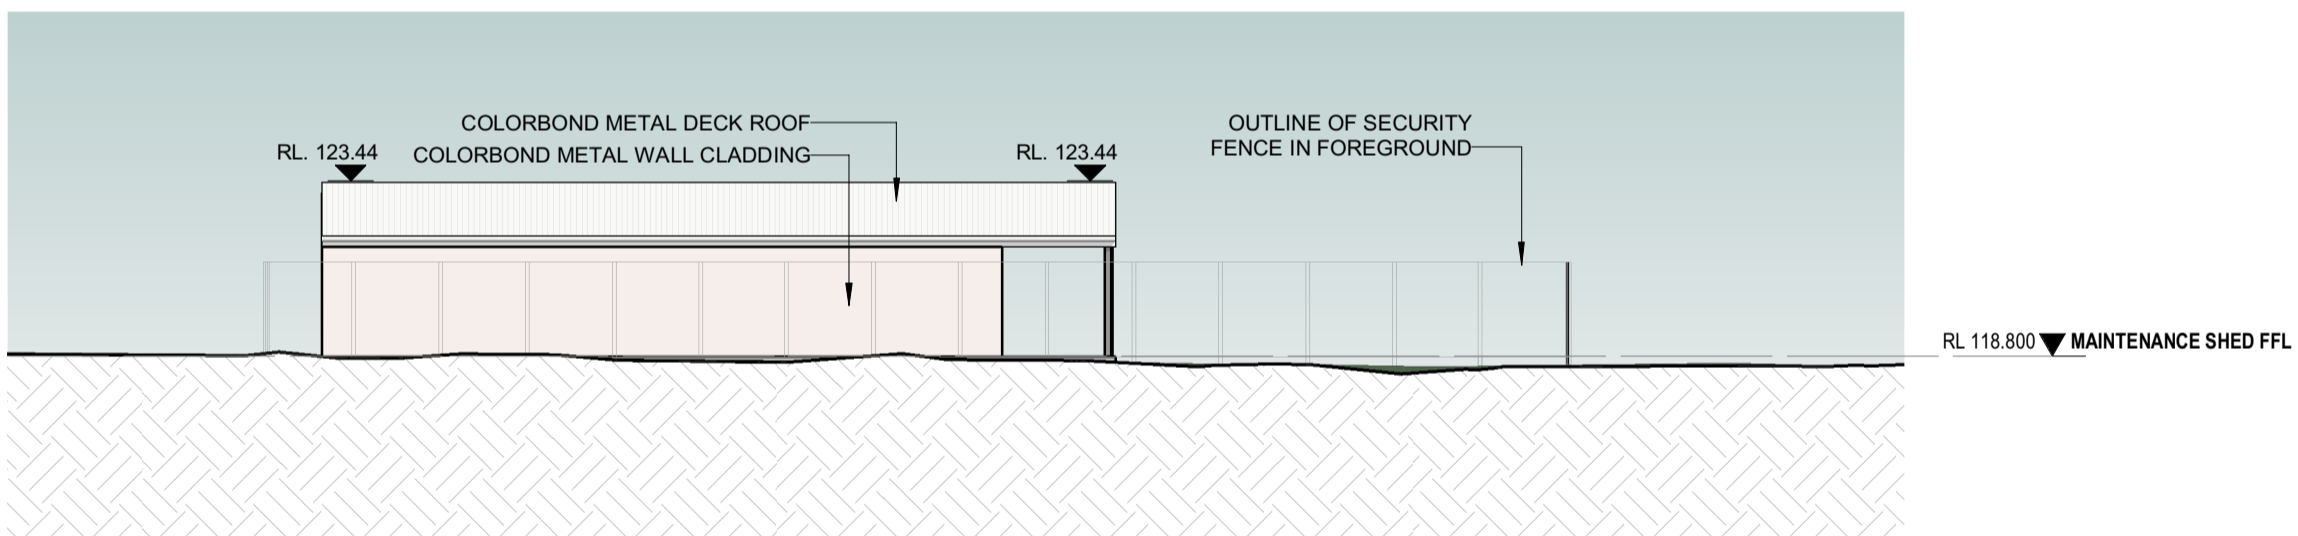 COLORBOND METAL DECK ROOF
RL. 123.44
COLORBOND METAL WALL CLADDING
RL. 123.44
OUTLINE OF SECURITY
FENCE IN FOREGROUND
RL 118.800 MAINTENANCE SHED FFL